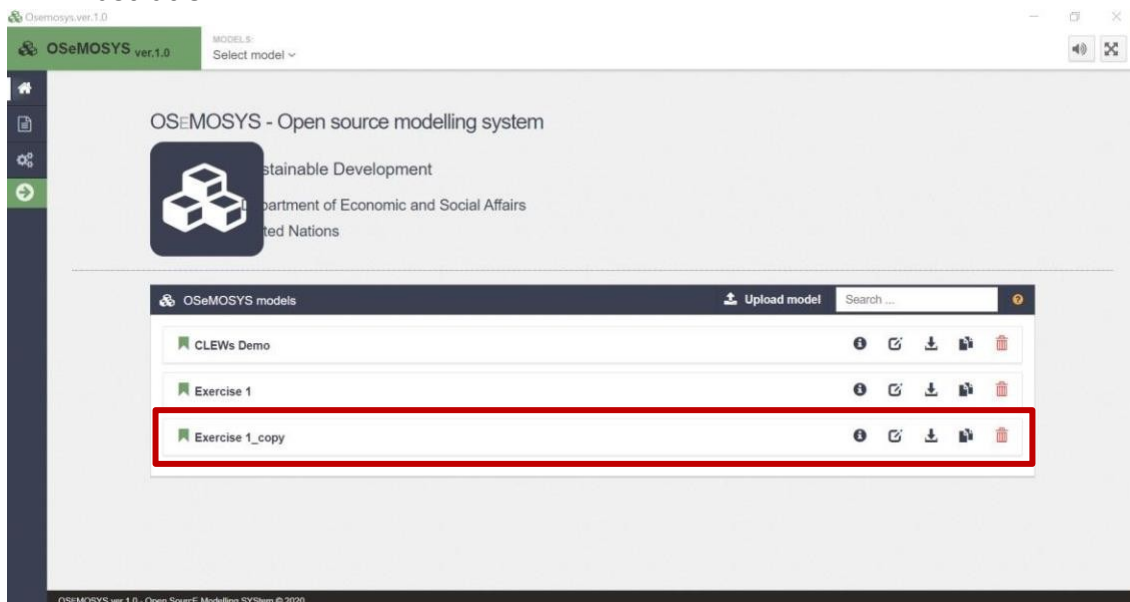 Osemosys.ver.1.0
OSeMOSYS ver.1.0
MODELS:
Select model
OSEMOSYS - Open source modelling system
stainable Development
partment of Economic and Social Affairs
ted Nations
OSeMOSYS models
Upload model
Search ...
CLEWs Demo
Exercise 1
Exercise 1_copy
OSEMOSYS ver.1.0 - Open SourcE Modelling SYStem © 2020